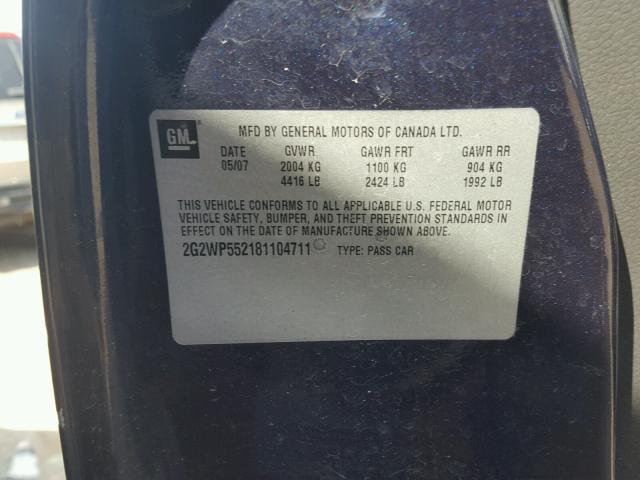 GM
MFD BY GENERAL MOTORS OF CANADA LTD.
DATE GVWR GAWR FRT GAWR RR
05/07 2004 KG 1100 KG 904 KG
4416 LB 2424 LB 1992 LB
THIS VEHICLE CONFORMS TO ALL APPLICABLE U.S. FEDERAL MOTOR
VEHICLE SAFETY, BUMPER, AND THEFT PREVENTION STANDARDS IN
EFFECT ON THE DATE OF MANUFACTURE SHOWN ABOVE.
2G2WP552181104711 TYPE: PASS CAR